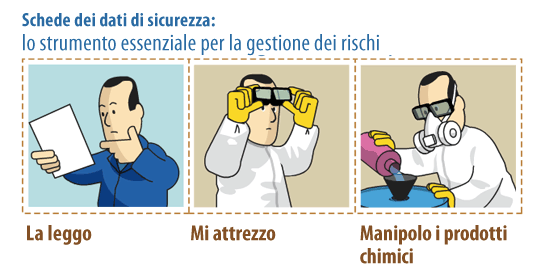 Schede dei dati di sicurezza:
lo strumento essenziale per la gestione dei rischi
La leggo
Mi attrezzo
Manipolo i prodotti
chimici